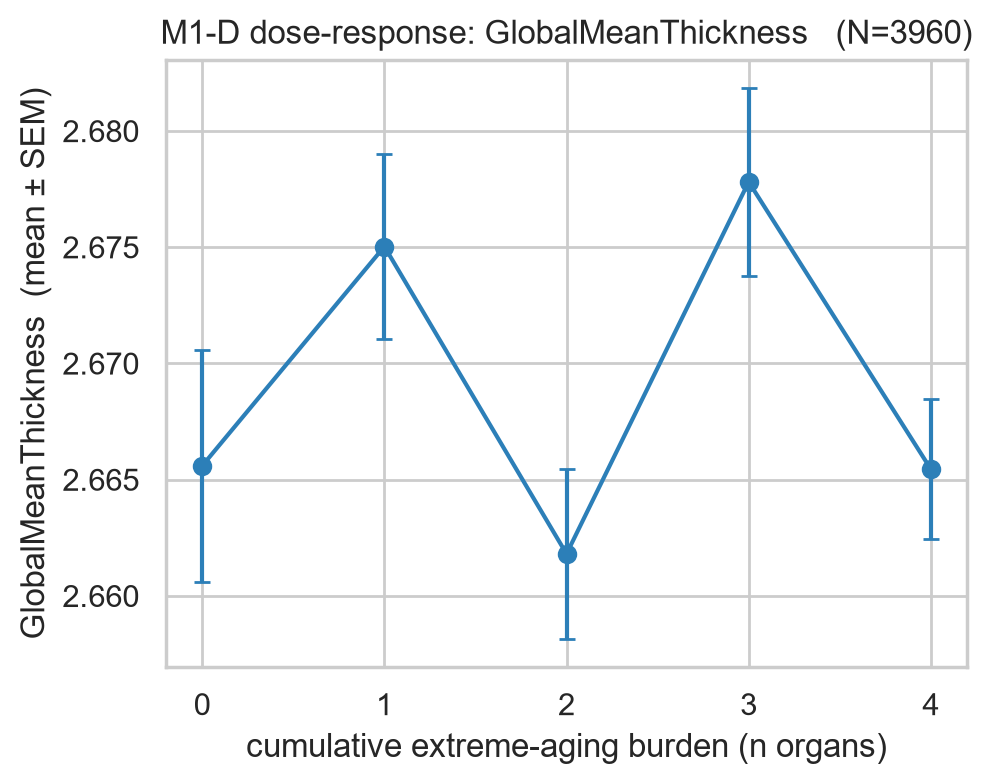 M1-D dose-response: GlobalMeanThickness (N=3960)
GlobalMeanThickness (mean ± SEM)
2.680
2.675
2.670
2.665
2.660
0 1 2 3 4
cumulative extreme-aging burden (n organs)